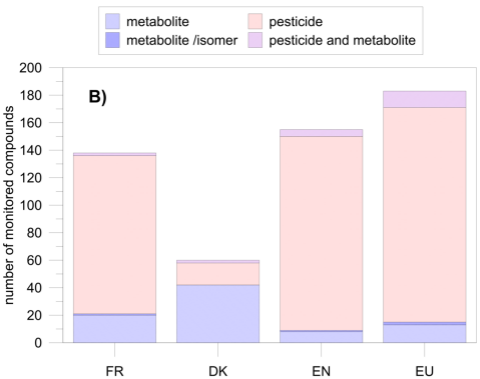 metabolite
pesticide
metabolite /isomer
pesticide and metabolite
B)
number of monitored compounds
200
180
160
140
120
100
80
60
40
20
0
FR DK EN EU